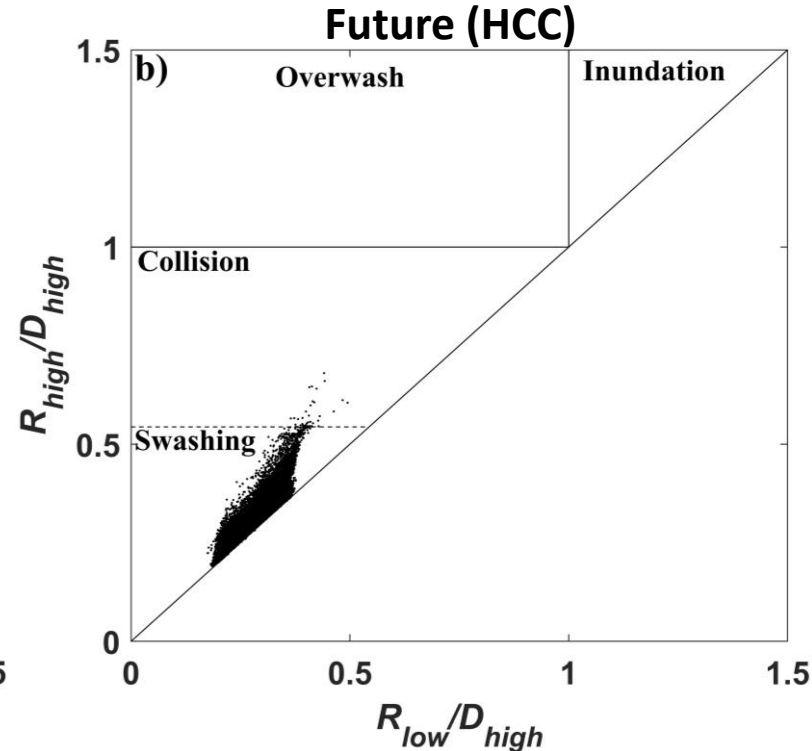 Future (HCC)
1.5
b)
Overwash
Inundation
1
Collision
R_high/D_high
0.5
Swashing
0
5
0
0.5
1
1.5
R_low/D_high